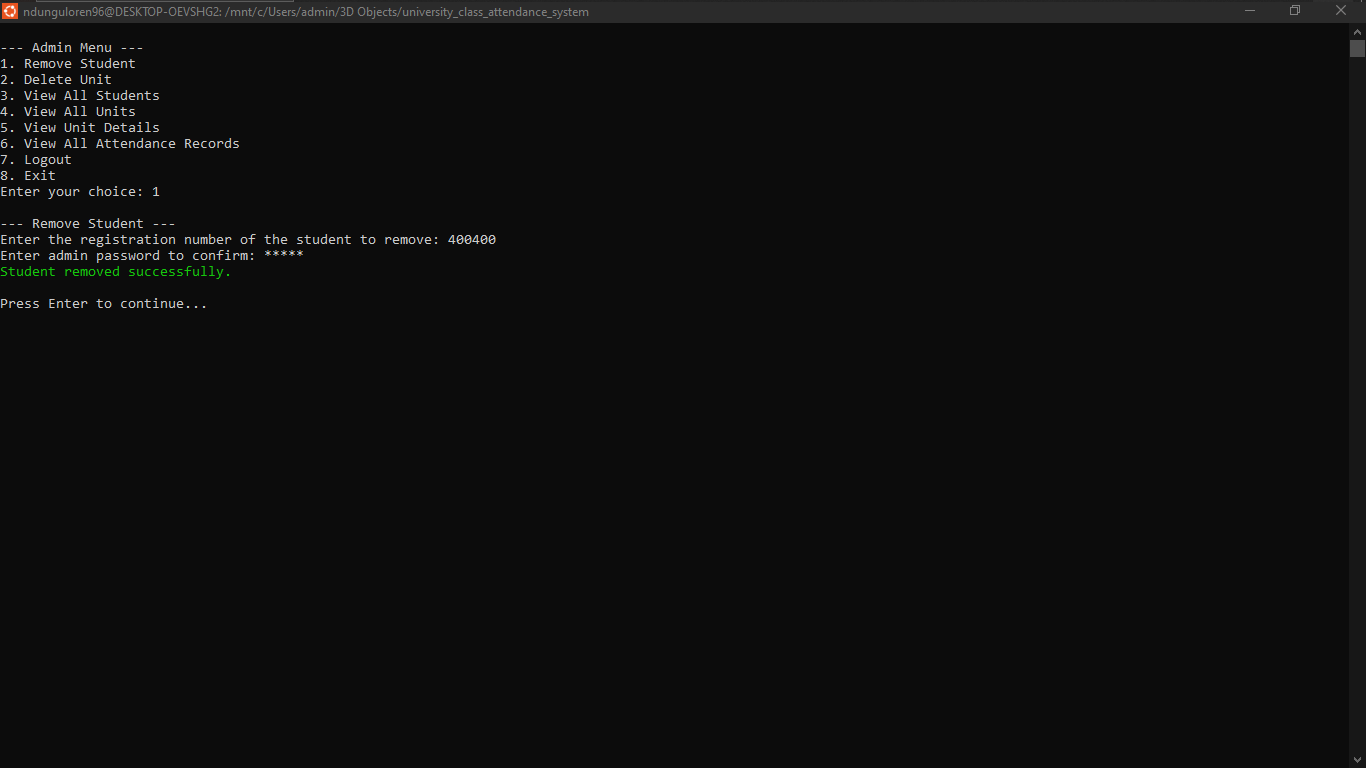 ndunguloren96@DESKTOP-OEVSHG2: /mnt/c/Users/admin/3D Objects/university_class_attendance_system
--- Admin Menu ---
1. Remove Student
2. Delete Unit
3. View All Students
4. View All Units
5. View Unit Details
6. View All Attendance Records
7. Logout
8. Exit
Enter your choice: 1
--- Remove Student ---
Enter the registration number of the student to remove: 400400
Enter admin password to confirm: *****
Student removed successfully.
Press Enter to continue...